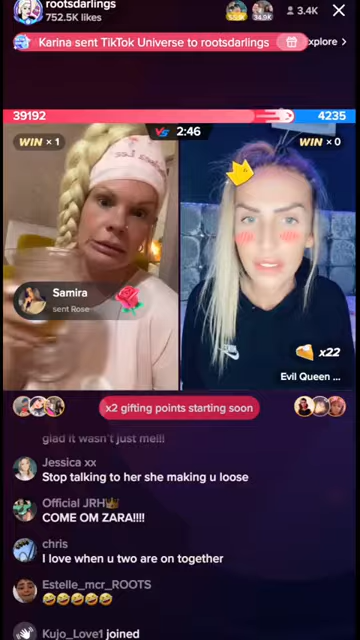 rootsdarlings
752.5K likes
3.4K
Karina sent TikTok Universe to rootsdarlings
xplore >
39192
4235
WIN × 1
VS 2:46
WIN × 0
Samira
sent Rose
x22
Evil Queen ...
x2 gifting points starting soon
glad it wasn't just me!!!
Jessica xx
Stop talking to her she making u loose
Official JRH
COME OM ZARA!!!!
chris
I love when u two are on together
Estelle_mcr_ROOTS
🤣🤣🤣🤣🤣
Kujo_Love1 joined